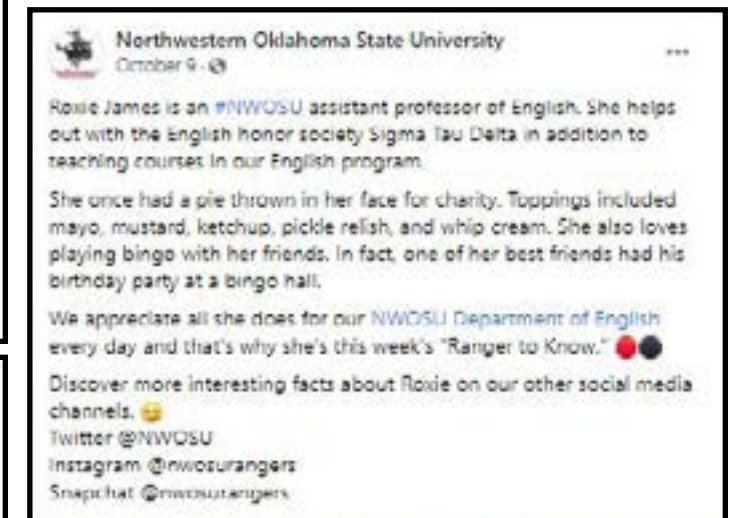 Northwestern Oklahoma State University
October 9 ·
Roxie James is an #NWOSU assistant professor of English. She helps
out with the English honor society Sigma Tau Delta in addition to
teaching courses in our English program.
She once had a pie thrown in her face for charity. Toppings included
mayo, mustard, ketchup, pickle relish, and whip cream. She also loves
playing bingo with her friends. In fact, one of her best friends had his
birthday party at a bingo hall.
We appreciate all she does for our NWOSU Department of English
every day and that's why she's this week's "Ranger to Know." 🔴⚫
Discover more interesting facts about Roxie on our other social media
channels. 😉
Twitter @NWOSU
Instagram @nwosurangers
Snapchat @nwosurangers